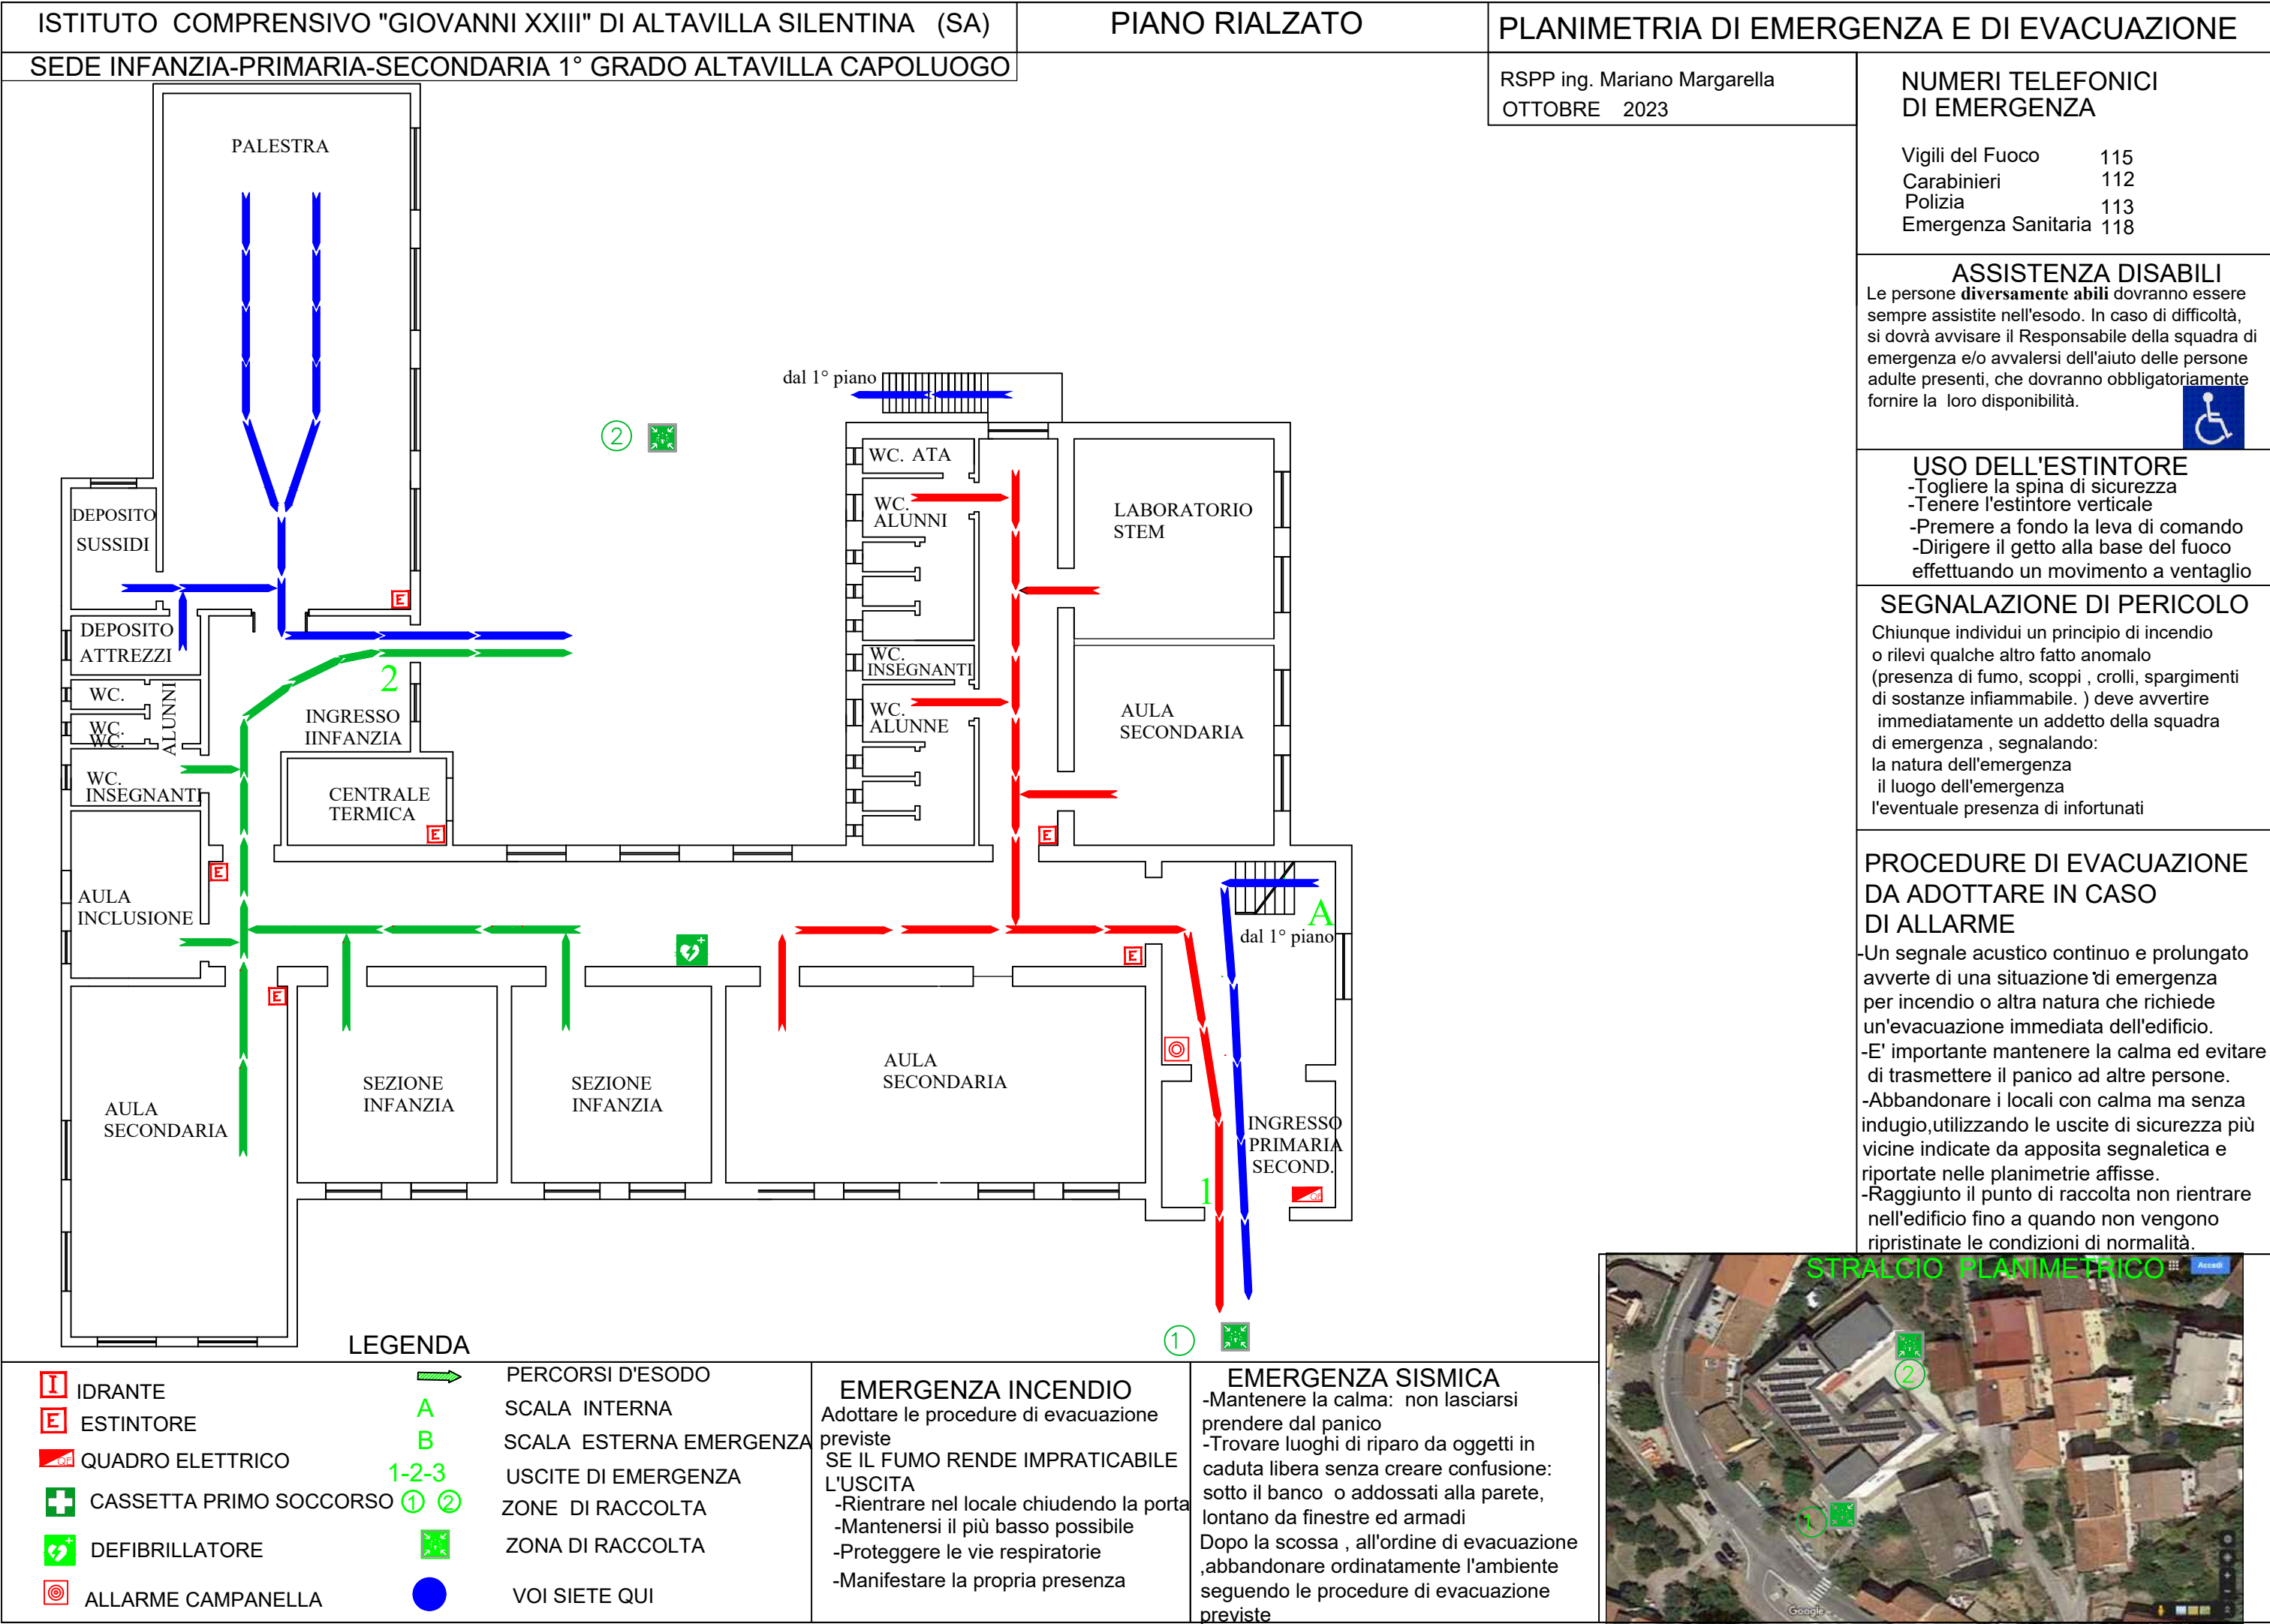 ISTITUTO COMPRENSIVO "GIOVANNI XXIII" DI ALTAVILLA SILENTINA (SA)
PIANO RIALZATO
PLANIMETRIA DI EMERGENZA E DI EVACUAZIONE
SEDE INFANZIA-PRIMARIA-SECONDARIA 1° GRADO ALTAVILLA CAPOLUOGO
RSPP ing. Mariano Margarella
OTTOBRE 2023
NUMERI TELEFONICI
DI EMERGENZA
Vigili del Fuoco 115
Carabinieri 112
Polizia 113
Emergenza Sanitaria 118
ASSISTENZA DISABILI
Le persone diversamente abili dovranno essere
sempre assistite nell'esodo. In caso di difficoltà,
si dovrà avvisare il Responsabile della squadra di
emergenza e/o avvalersi dell'aiuto delle persone
adulte presenti, che dovranno obbligatoriamente
fornire la loro disponibilità.
USO DELL'ESTINTORE
-Togliere la spina di sicurezza
-Tenere l'estintore verticale
-Premere a fondo la leva di comando
-Dirigere il getto alla base del fuoco
effettuando un movimento a ventaglio
SEGNALAZIONE DI PERICOLO
Chiunque individui un principio di incendio
o rilevi qualche altro fatto anomalo
(presenza di fumo, scoppi , crolli, spargimenti
di sostanze infiammabile. ) deve avvertire
immediatamente un addetto della squadra
di emergenza , segnalando:
la natura dell'emergenza
il luogo dell'emergenza
l'eventuale presenza di infortunati
PROCEDURE DI EVACUAZIONE
DA ADOTTARE IN CASO
DI ALLARME
-Un segnale acustico continuo e prolungato
avverte di una situazione di emergenza
per incendio o altra natura che richiede
un'evacuazione immediata dell'edificio.
-E' importante mantenere la calma ed evitare
di trasmettere il panico ad altre persone.
-Abbandonare i locali con calma ma senza
indugio,utilizzando le uscite di sicurezza più
vicine indicate da apposita segnaletica e
riportate nelle planimetrie affisse.
-Raggiunto il punto di raccolta non rientrare
nell'edificio fino a quando non vengono
ripristinate le condizioni di normalità.
PALESTRA
dal 1° piano
2
WC. ATA
WC.
ALUNNI
LABORATORIO
STEM
DEPOSITO
SUSSIDI
E
DEPOSITO
ATTREZZI
WC.
INSEGNANTI
2
WC.
ALUNNI
WC.
WC.
INGRESSO
IINFANZIA
WC.
ALUNNE
AULA
SECONDARIA
WC.
INSEGNANTI
CENTRALE
TERMICA
E
E
E
AULA
INCLUSIONE
A
dal 1° piano
E
E
AULA
SECONDARIA
SEZIONE
INFANZIA
SEZIONE
INFANZIA
AULA
SECONDARIA
INGRESSO
PRIMARIA
SECOND.
1
QE
1
STRALCIO PLANIMETRICO
Accedi
2
1
Google
LEGENDA
I IDRANTE
E ESTINTORE
QE QUADRO ELETTRICO
CASSETTA PRIMO SOCCORSO
DEFIBRILLATORE
ALLARME CAMPANELLA
PERCORSI D'ESODO
A SCALA INTERNA
B SCALA ESTERNA EMERGENZA
1-2-3 USCITE DI EMERGENZA
1 2 ZONE DI RACCOLTA
ZONA DI RACCOLTA
VOI SIETE QUI
EMERGENZA INCENDIO
Adottare le procedure di evacuazione
previste
SE IL FUMO RENDE IMPRATICABILE
L'USCITA
-Rientrare nel locale chiudendo la porta
-Mantenersi il più basso possibile
-Proteggere le vie respiratorie
-Manifestare la propria presenza
EMERGENZA SISMICA
-Mantenere la calma: non lasciarsi
prendere dal panico
-Trovare luoghi di riparo da oggetti in
caduta libera senza creare confusione:
sotto il banco o addossati alla parete,
lontano da finestre ed armadi
Dopo la scossa , all'ordine di evacuazione
,abbandonare ordinatamente l'ambiente
seguendo le procedure di evacuazione
previste